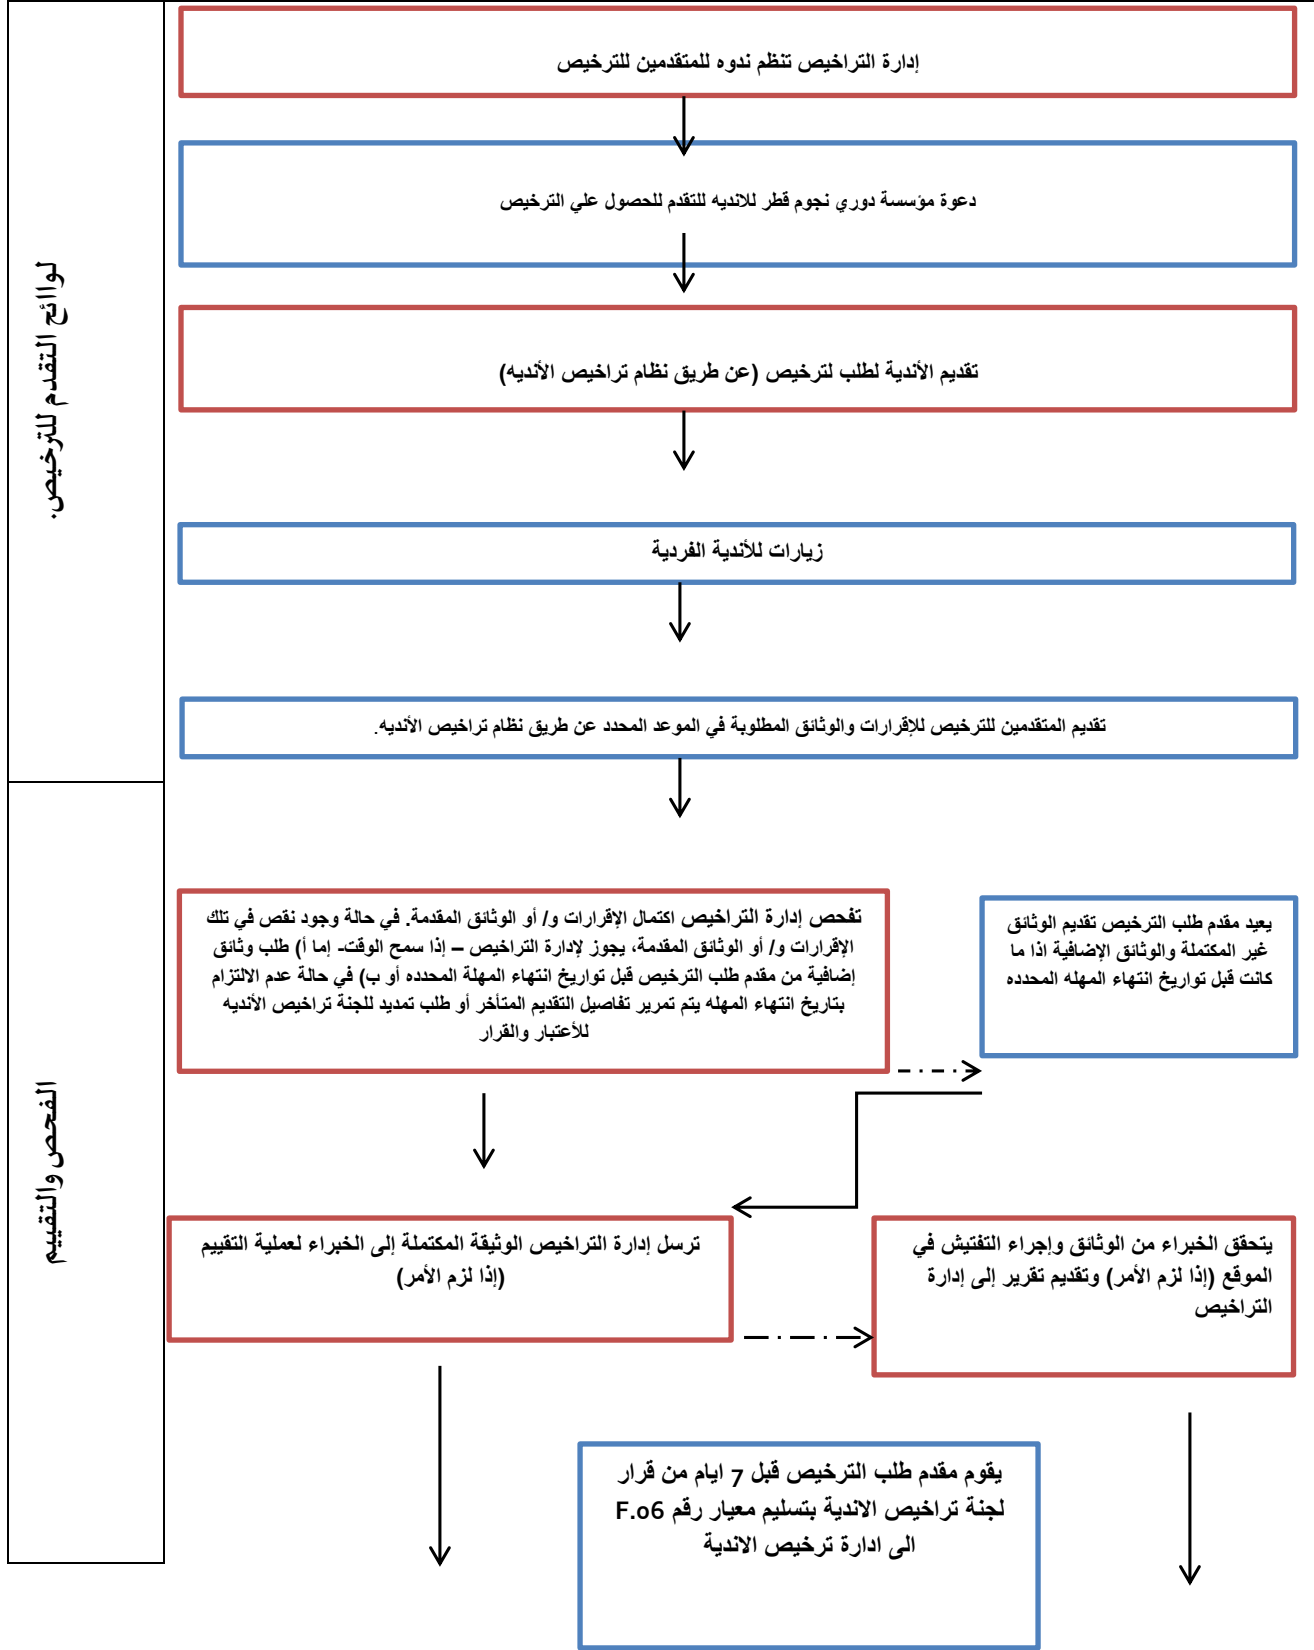 إدارة التراخيص تنظم ندوه للمتقدمين للترخيص
دعوة مؤسسة دوري نجوم قطر للانديه للتقدم للحصول علي الترخيص
تقديم الأندية لطلب لترخيص (عن طريق نظام تراخيص الأنديه)
زيارات للأندية الفردية
تقديم المتقدمين للترخيص للإقرارات والوثائق المطلوبة في الموعد المحدد عن طريق نظام تراخيص الأنديه.
لواائح التقدم للترخيص.
تفحص إدارة التراخيص اكتمال الإقرارات و/ أو الوثائق المقدمة. في حالة وجود نقص في تلك
الإقرارات و/ أو الوثائق المقدمة، يجوز لإدارة التراخيص – إذا سمح الوقت- إما أ) طلب وثائق
إضافية من مقدم طلب الترخيص قبل تواريخ انتهاء المهلة المحدده أو ب) في حالة عدم الالتزام
بتاريخ انتهاء المهله يتم تمرير تفاصيل التقديم المتأخر أو طلب تمديد للجنة تراخيص الأنديه
للأعتبار والقرار
يعيد مقدم طلب الترخيص تقديم الوثائق
غير المكتملة والوثائق الإضافية اذا ما
كانت قبل تواريخ انتهاء المهله المحدده
ترسل إدارة التراخيص الوثيقة المكتملة إلى الخبراء لعملية التقييم
(إذا لزم الأمر)
يتحقق الخبراء من الوثائق وإجراء التفتيش في
الموقع (إذا لزم الأمر) وتقديم تقرير إلى إدارة
التراخيص
يقوم مقدم طلب الترخيص قبل 7 ايام من قرار
لجنة تراخيص الاندية بتسليم معيار رقم F.o6
الى ادارة ترخيص الاندية
الفحص والتقييم